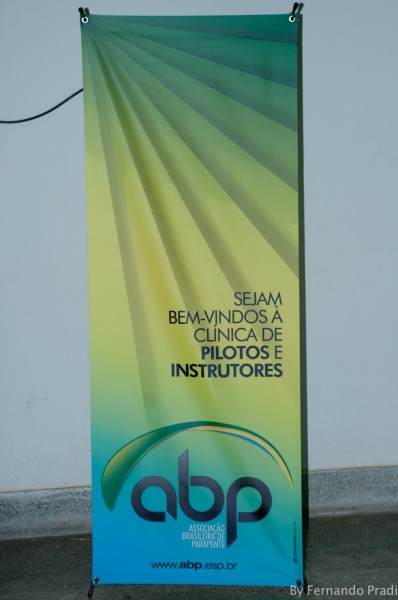 SEJAM
BEM-VINDOS À
CLÍNICA DE
PILOTOS E
INSTRUTORES
abp
ASSOCIAÇÃO
BRASILEIRA DE
PARAPENTE
www.abp.esp.br
By Fernando Pradi